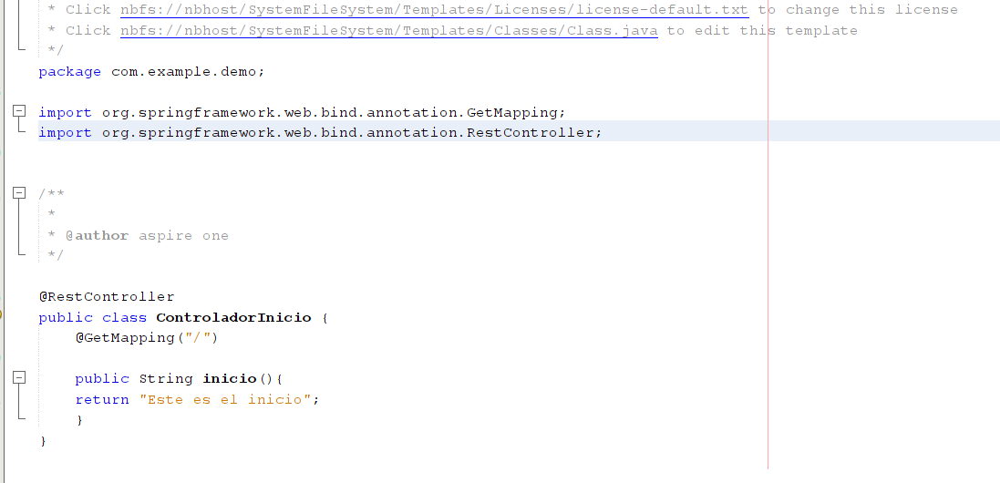 * Click nbfs://nbhost/SystemFileSystem/Templates/Licenses/license-default.txt to change this license
* Click nbfs://nbhost/SystemFileSystem/Templates/Classes/Class.java to edit this template
*/
package com.example.demo;
import org.springframework.web.bind.annotation.GetMapping;
import org.springframework.web.bind.annotation.RestController;
/**
*
* @author aspire one
*/
@RestController
public class ControladorInicio {
@GetMapping("/")
public String inicio(){
return "Este es el inicio";
}
}